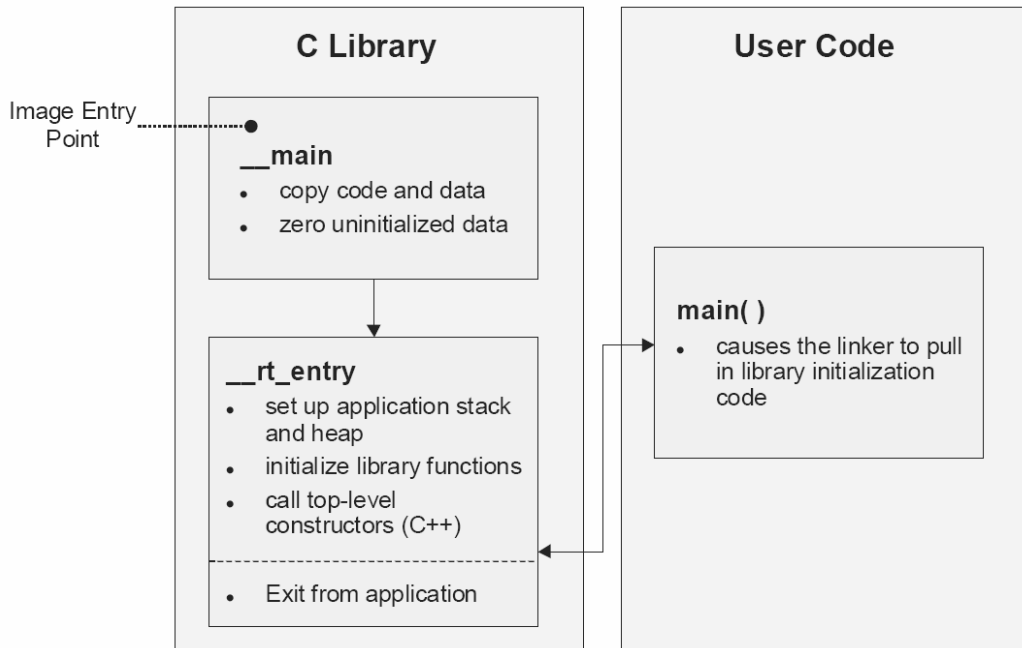 C Library
User Code
Image Entry
Point
__main
• copy code and data
• zero uninitialized data
__rt_entry
• set up application stack
and heap
• initialize library functions
• call top-level
constructors (C++)
• Exit from application
main( )
• causes the linker to pull
in library initialization
code